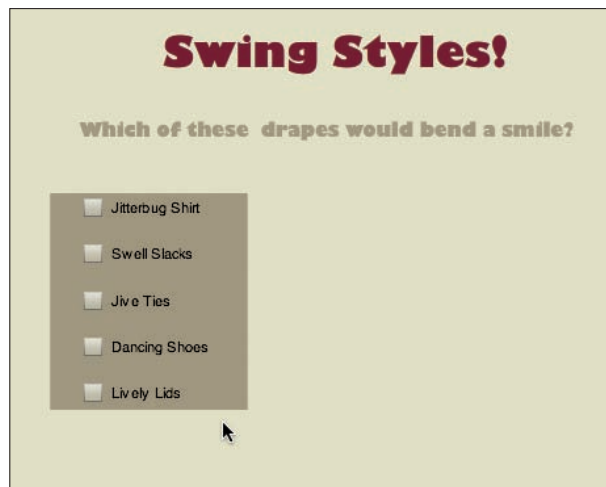 Swing Styles!
Which of these drapes would bend a smile?
Jitterbug Shirt
Swell Slacks
Jive Ties
Dancing Shoes
Lively Lids